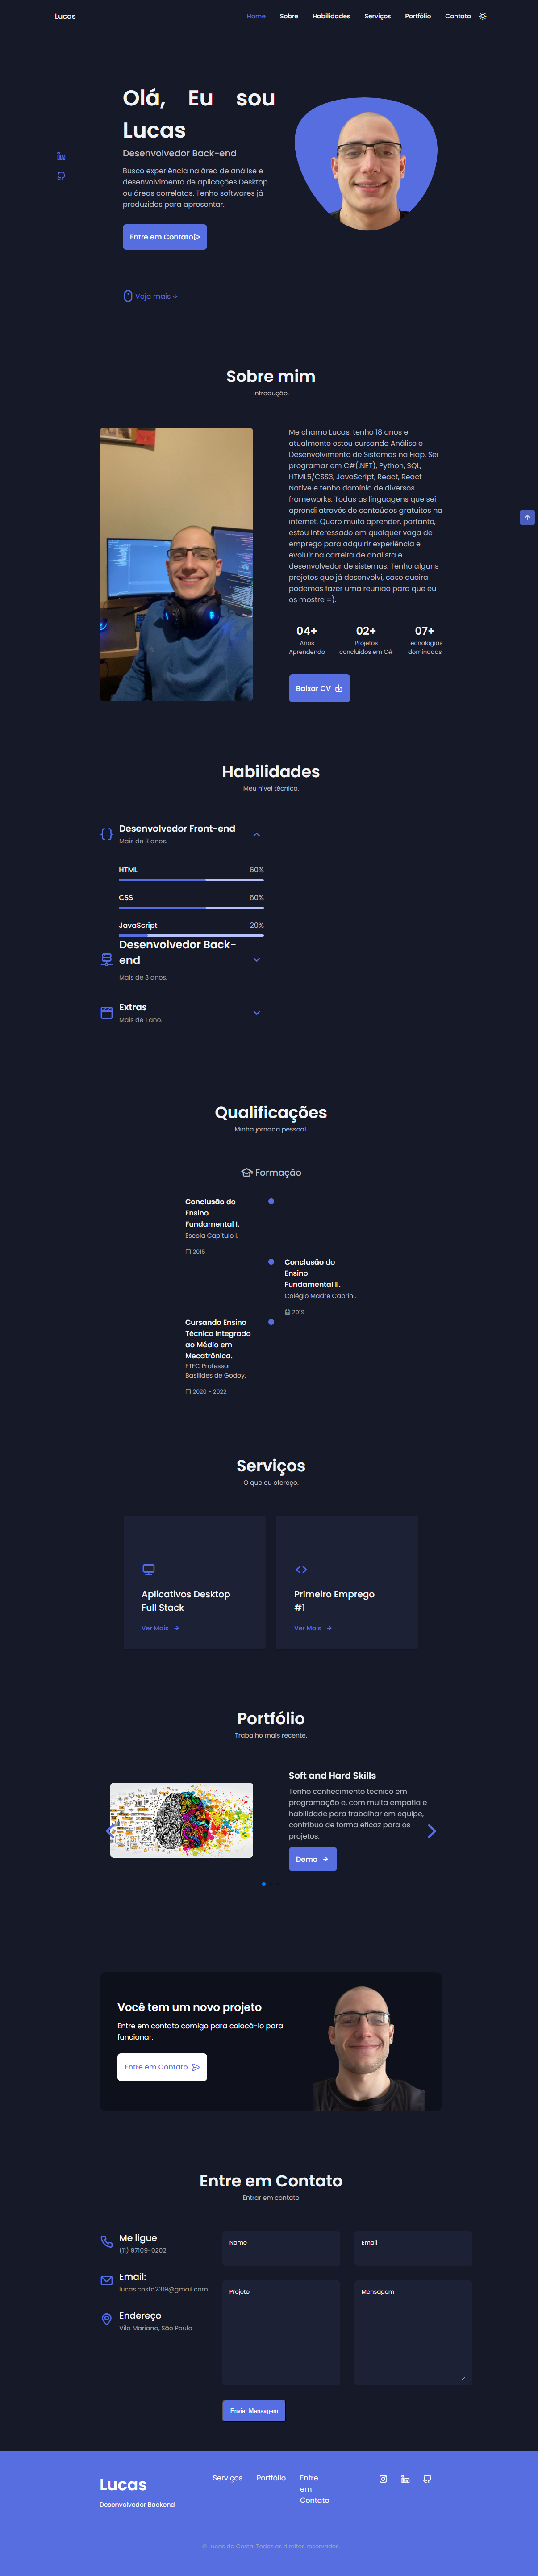 Lucas
Home Sobre Habilidades Serviços Portfólio Contato
Olá, Eu sou
Lucas
Desenvolvedor Back-end
Busco experiência na área de análise e
desenvolvimento de aplicações Desktop
ou áreas correlatas. Tenho softwares já
produzidos para apresentar.
Entre em Contato
Veja mais
Sobre mim
Introdução.
Me chamo Lucas, tenho 18 anos e
atualmente estou cursando Análise e
Desenvolvimento de Sistemas na Fiap. Sei
programar em C#(.NET), Python, SQL,
HTML5/CSS3, JavaScript, React, React
Native e tenho domínio de diversos
frameworks. Todas as linguagens que sei
aprendi através de conteúdos gratuitos na
internet. Quero muito aprender, portanto,
estou interessado em qualquer vaga de
emprego para adquirir experiência e
evoluir na carreira de analista e
desenvolvedor de sistemas. Tenho alguns
projetos que já desenvolvi, caso queira
podemos fazer uma reunião para que eu
os mostre =).
04+ 02+ 07+
Anos Projetos Tecnologias
Aprendendo concluídos em C# dominadas
Baixar CV
Habilidades
Meu nível técnico.
Desenvolvedor Front-end
Mais de 3 anos.
HTML 60%
CSS 60%
JavaScript 20%
Desenvolvedor Back-
end
Mais de 3 anos.
Extras
Mais de 1 ano.
Qualificações
Minha jornada pessoal.
Formação
Conclusão do
Ensino
Fundamental I.
Escola Capítulo I.
2015
Conclusão do
Ensino
Fundamental II.
Colégio Madre Cabrini.
2019
Cursando Ensino
Técnico Integrado
ao Médio em
Mecatrônica.
ETEC Professor
Basilides de Godoy.
2020 - 2022
Serviços
O que eu ofereço.
Aplicativos Desktop
Full Stack
Ver Mais
Primeiro Emprego
#1
Ver Mais
Portfólio
Trabalho mais recente.
Soft and Hard Skills
Tenho conhecimento técnico em
programação e, com muita empatia e
habilidade para trabalhar em equipe,
contribuo de forma eficaz para os
projetos.
Demo
Você tem um novo projeto
Entre em contato comigo para colocá-lo para
funcionar.
Entre em Contato
Entre em Contato
Entrar em contato
Me ligue
(11) 97109-0202
Email:
lucas.costa2319@gmail.com
Endereço
Vila Mariana, São Paulo
Nome Email
Projeto Mensagem
Enviar Mensagem
Lucas
Desenvolvedor Backend
Serviços Portfólio Entre
em
Contato
© Lucas da Costa. Todos os direitos reservados.